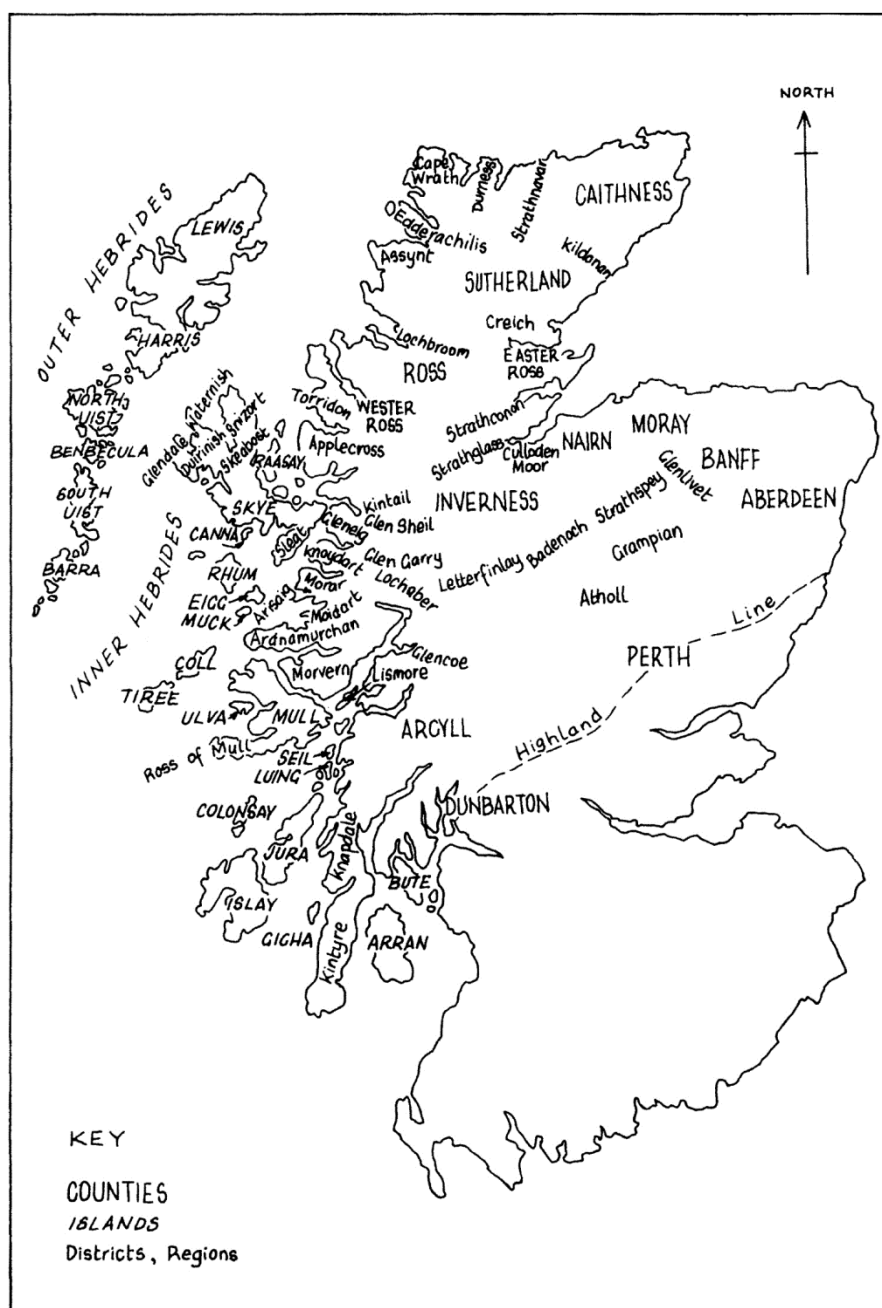 NORTH
Cape
Wrath
Durness
Strathnavar
CAITHNESS
OUTER HEBRIDES
LEWIS
Edderachilis
Assynt
Kildonan
SUTHERLAND
HARRIS
Lochbroom
Creich
EASTER
ROSS
ROSS
NORTH
UIST
Torridon
WESTER
ROSS
Glendale
Waternish
Duirinish
Snizort
Skeabost
Strathconon
MORAY
BENBECULA
RAASAY
Applecross
Strathglass
Culloden
Moor
NAIRN
BANFF
SOUTH
UIST
SKYE
Kintail
INVERNESS
Strathspey
Glenlivet
ABERDEEN
CANNA
Sleat
Glenelg
Glen Sheil
BARRA
INNER HEBRIDES
RHUM
Knoydart
Glen Garry
Letterfinlay
Badenoch
Grampian
EIGG
MUCK
Arisaig
Morar
Lochaber
Moidart
Atholl
Ardnamurchan
Highland Line
COLL
Morvern
Glencoe
Lismore
PERTH
TIREE
ULVA
MULL
ARGYLL
Ross of Mull
SEIL
LUING
COLONSAY
DUNBARTON
JURA
Knapdale
ISLAY
BUTE
GIGHA
Kintyre
ARRAN
KEY
COUNTIES
ISLANDS
Districts, Regions